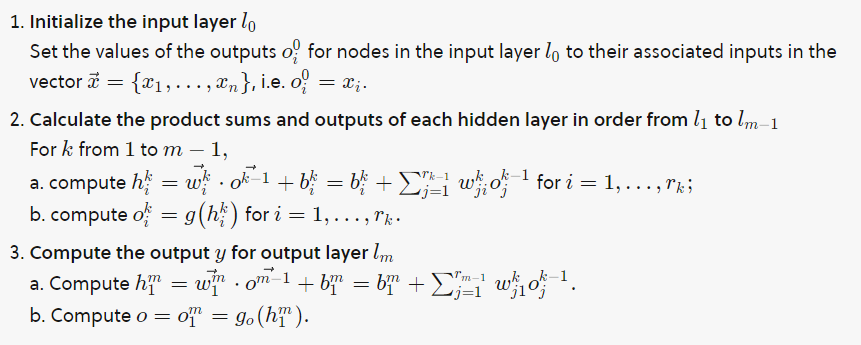 1. Initialize the input layer $l_0$
Set the values of the outputs $o_i^0$ for nodes in the input layer $l_0$ to their associated inputs in the
vector $\vec{x} = \{x_1, \ldots, x_n\}$, i.e. $o_i^0 = x_i$.
2. Calculate the product sums and outputs of each hidden layer in order from $l_1$ to $l_{m-1}$
For $k$ from 1 to $m - 1$,
a. compute $h_i^k = \vec{w_i^k} \cdot \vec{o^{k-1}} + b_i^k = b_i^k + \sum_{j=1}^{r_{k-1}} w_{ji}^k o_j^{k-1}$ for $i = 1, \ldots, r_k$;
b. compute $o_i^k = g(h_i^k)$ for $i = 1, \ldots, r_k$.
3. Compute the output $y$ for output layer $l_m$
a. Compute $h_1^m = \vec{w_1^m} \cdot \vec{o^{m-1}} + b_1^m = b_1^m + \sum_{j=1}^{r_{m-1}} w_{j1}^k o_j^{k-1}$.
b. Compute $o = o_1^m = g_o(h_1^m)$.